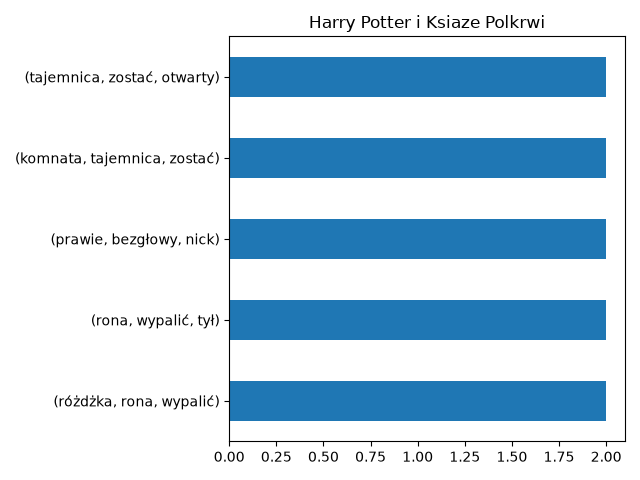 Harry Potter i Ksiaze Polkrwi
(tajemnica, zostać, otwarty)
(komnata, tajemnica, zostać)
(prawie, bezgłowy, nick)
(rona, wypalić, tył)
(różdżka, rona, wypalić)
0.00 0.25 0.50 0.75 1.00 1.25 1.50 1.75 2.00